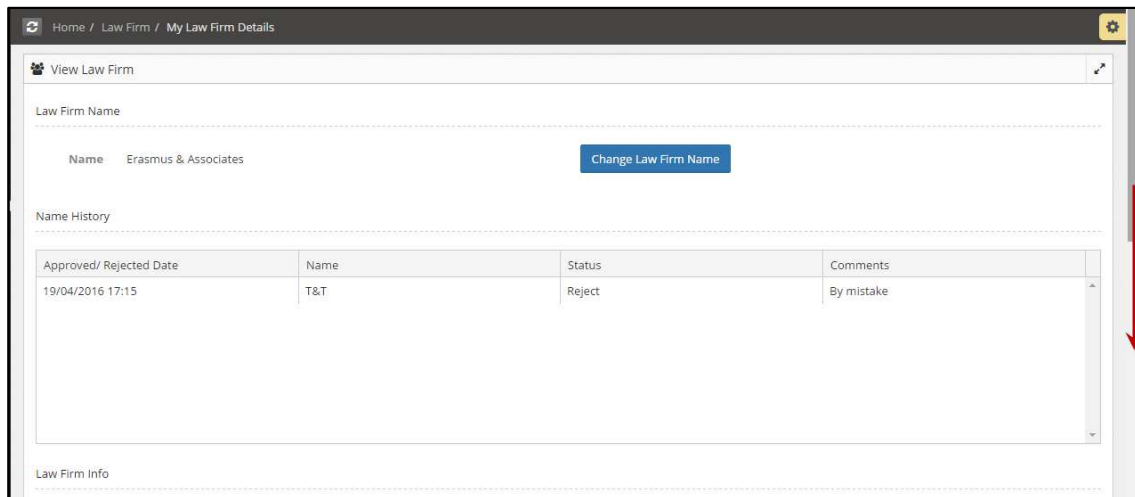 Home / Law Firm / My Law Firm Details
View Law Firm
Law Firm Name
Name Erasmus & Associates Change Law Firm Name
Name History
Approved/ Rejected Date Name Status Comments
19/04/2016 17:15 T&T Reject By mistake
Law Firm Info